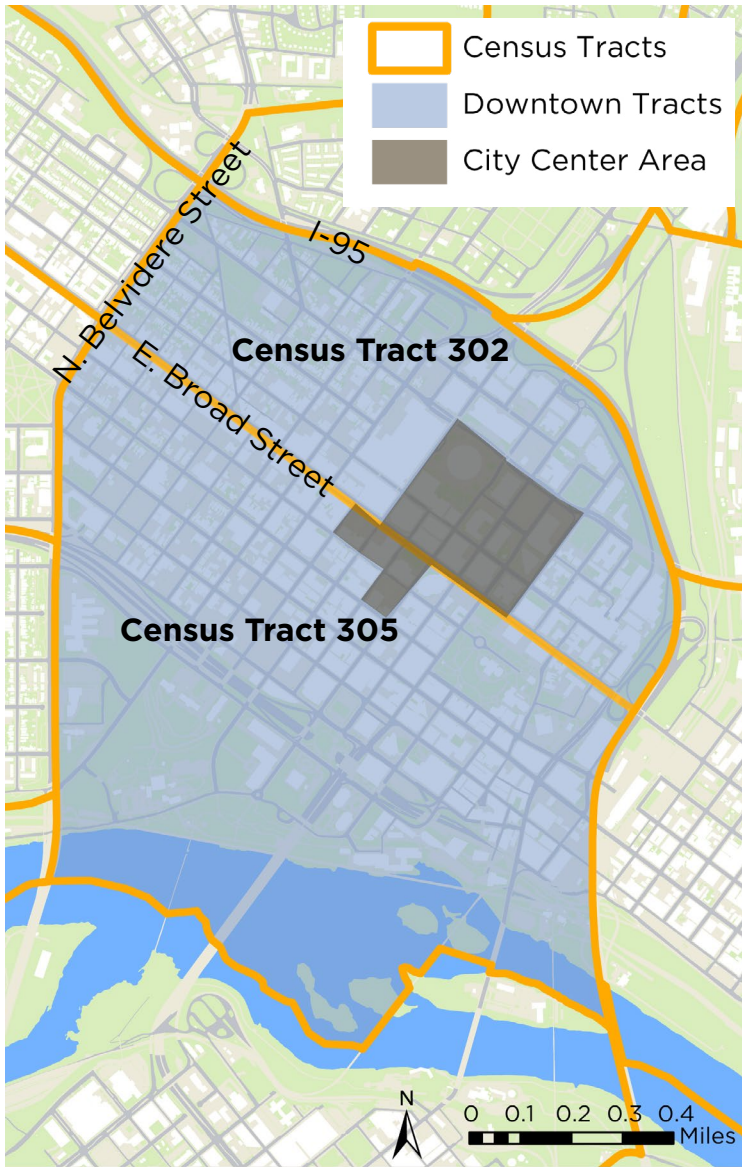 Census Tracts
Downtown Tracts
City Center Area
N. Belvidere Street
I-95
Census Tract 302
E. Broad Street
Census Tract 305
N
0 0.1 0.2 0.3 0.4
Miles